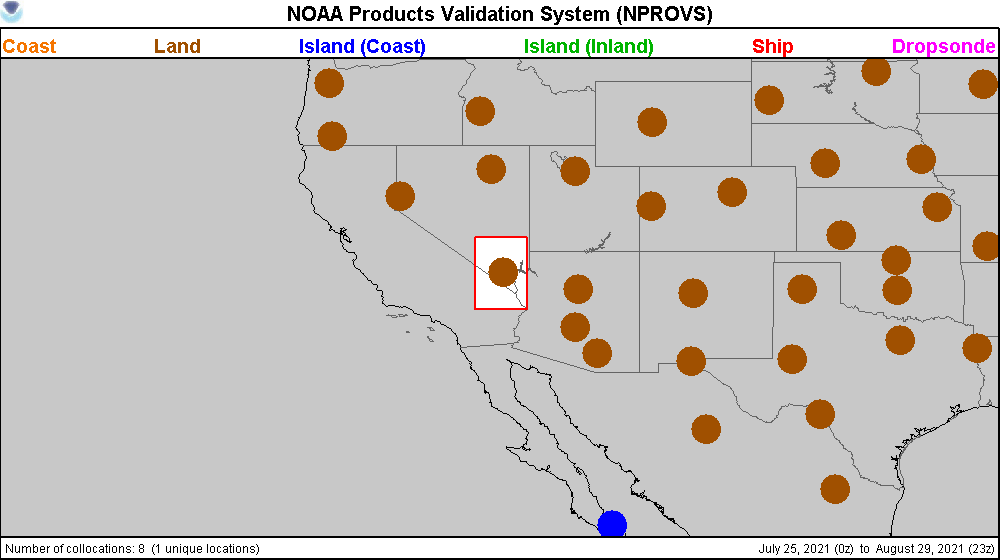 NOAA Products Validation System (NPROVS)
Coast Land Island (Coast) Island (Inland) Ship Dropsonde
Number of collocations: 8 (1 unique locations) July 25, 2021 (0z) to August 29, 2021 (23z)